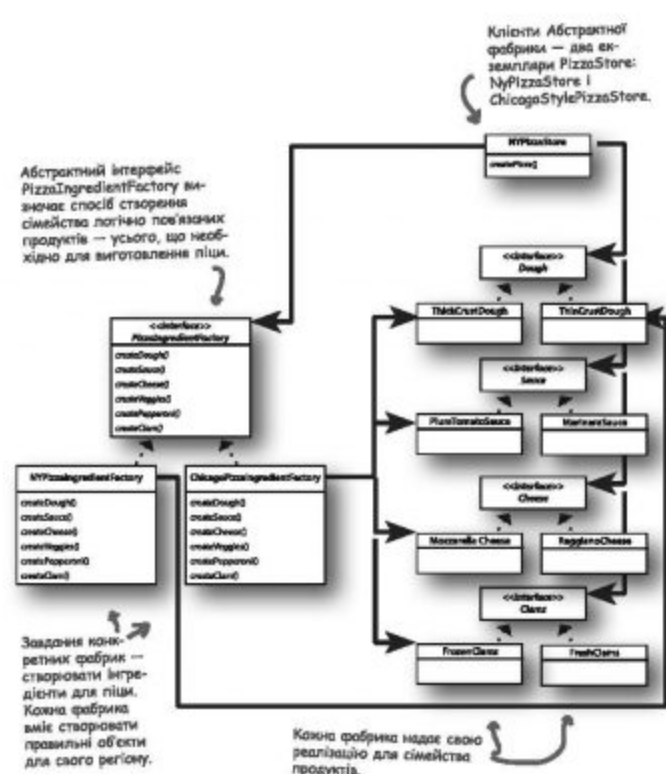 Клієнти Абстрактної
фабрики — два ек-
земпляри PizzaStore:
NyPizzaStore і
ChicagoStylePizzaStore.
NYPizzaStore
createPizza()
Абстрактний інтерфейс
PizzaIngredientFactory ви-
значає спосіб створення
сімейства логічно пов'язаних
продуктів — усього, що необ-
хідно для виготовлення піци.
<<interface>>
PizzaIngredientFactory
createDough()
createSauce()
createCheese()
createVeggies()
createPepperoni()
createClam()
NYPizzaIngredientFactory
createDough()
createSauce()
createCheese()
createVeggies()
createPepperoni()
createClam()
ChicagoPizzaIngredientFactory
createDough()
createSauce()
createCheese()
createVeggies()
createPepperoni()
createClam()
<<interface>>
Dough
ThickCrustDough
ThinCrustDough
<<interface>>
Sauce
PlumTomatoSauce
MarinaraSauce
<<interface>>
Cheese
Mozzarella Cheese
ReggianoCheese
<<interface>>
Clams
FrozenClams
FreshClams
Завдання конк-
ретних фабрик —
створювати інгре-
дієнти для піци.
Кожна фабрика
вміє створювати
правильні об'єкти
для свого регіону.
Кожна фабрика надає свою
реалізацію для сімейства
продуктів.